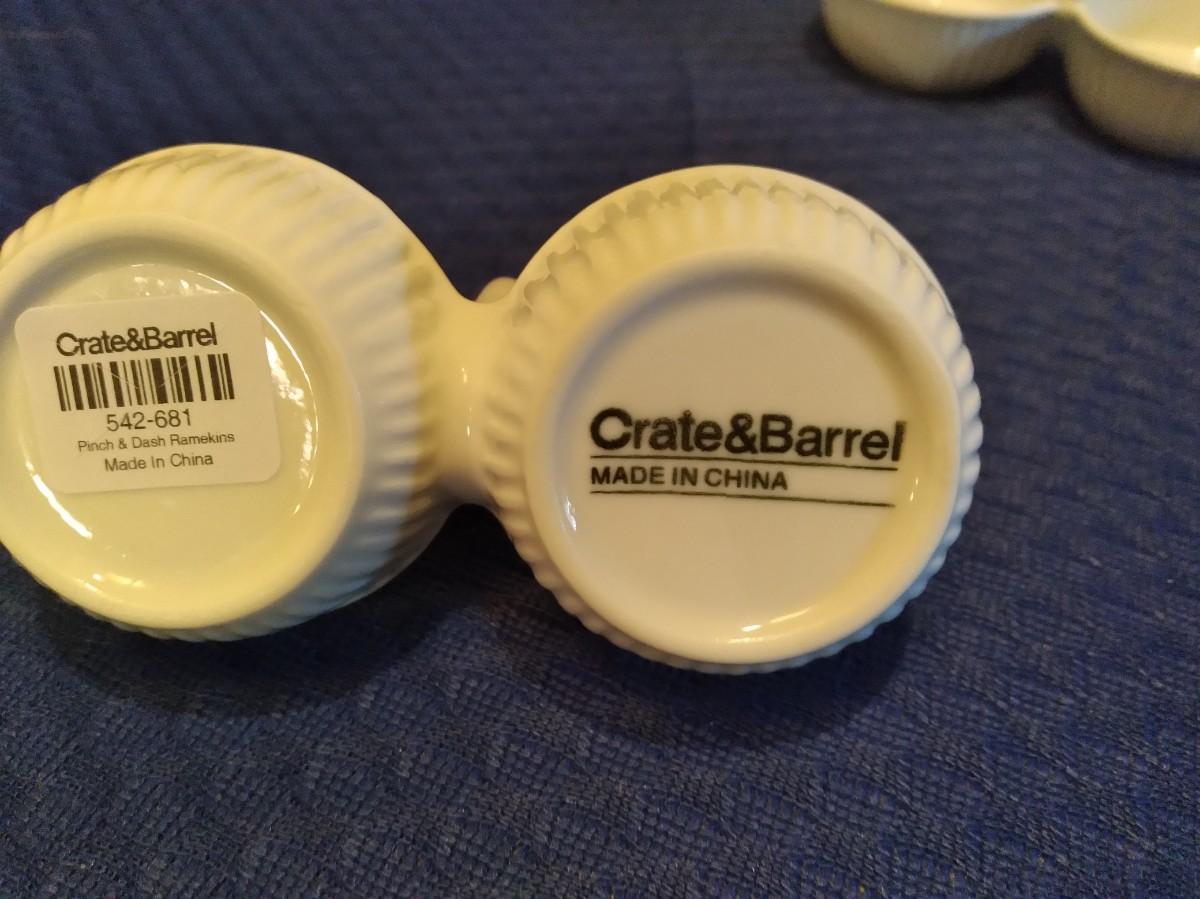 Crate&Barrel
542-681
Pinch & Dash Ramekins
Made In China
Crate&Barrel
MADE IN CHINA